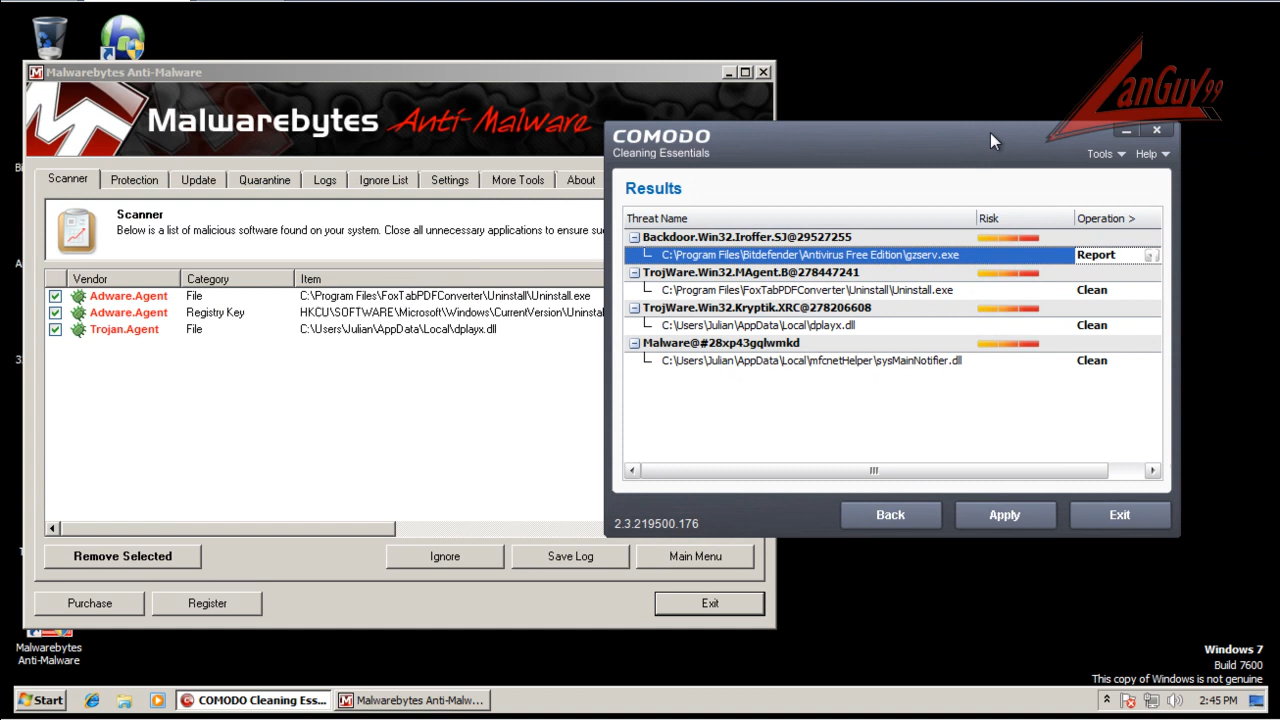 LanGuy99
Malwarebytes Anti-Malware
Malwarebytes Anti-Malware
Scanner
Protection
Update
Quarantine
Logs
Ignore List
Settings
More Tools
About
Scanner
Below is a list of malicious software found on your system. Close all unnecessary applications to ensure su
Vendor Category Item
Adware.Agent File C:\Program Files\FoxTabPDFConverter\Uninstall\Uninstall.exe
Adware.Agent Registry Key HKCU\SOFTWARE\Microsoft\Windows\CurrentVersion\Uninstal
Trojan.Agent File C:\Users\Julian\AppData\Local\dplayx.dll
Remove Selected
Ignore
Save Log
Main Menu
Purchase
Register
Exit
COMODO
Cleaning Essentials
Tools
Help
Results
Threat Name Risk Operation >
Backdoor.Win32.Iroffer.SJ@29527255
C:\Program Files\Bitdefender\Antivirus Free Edition\gzserv.exe Report
TrojWare.Win32.MAgent.B@278447241
C:\Program Files\FoxTabPDFConverter\Uninstall\Uninstall.exe Clean
TrojWare.Win32.Kryptik.XRC@278206608
C:\Users\Julian\AppData\Local\dplayx.dll Clean
Malware@#28xp43gqlwmkd
C:\Users\Julian\AppData\Local\mfcnetHelper\sysMainNotifier.dll Clean
2.3.219500.176
Back
Apply
Exit
Malwarebytes
Anti-Malware
Windows 7
Build 7600
This copy of Windows is not genuine
Start
COMODO Cleaning Ess...
Malwarebytes Anti-Malw...
2:45 PM